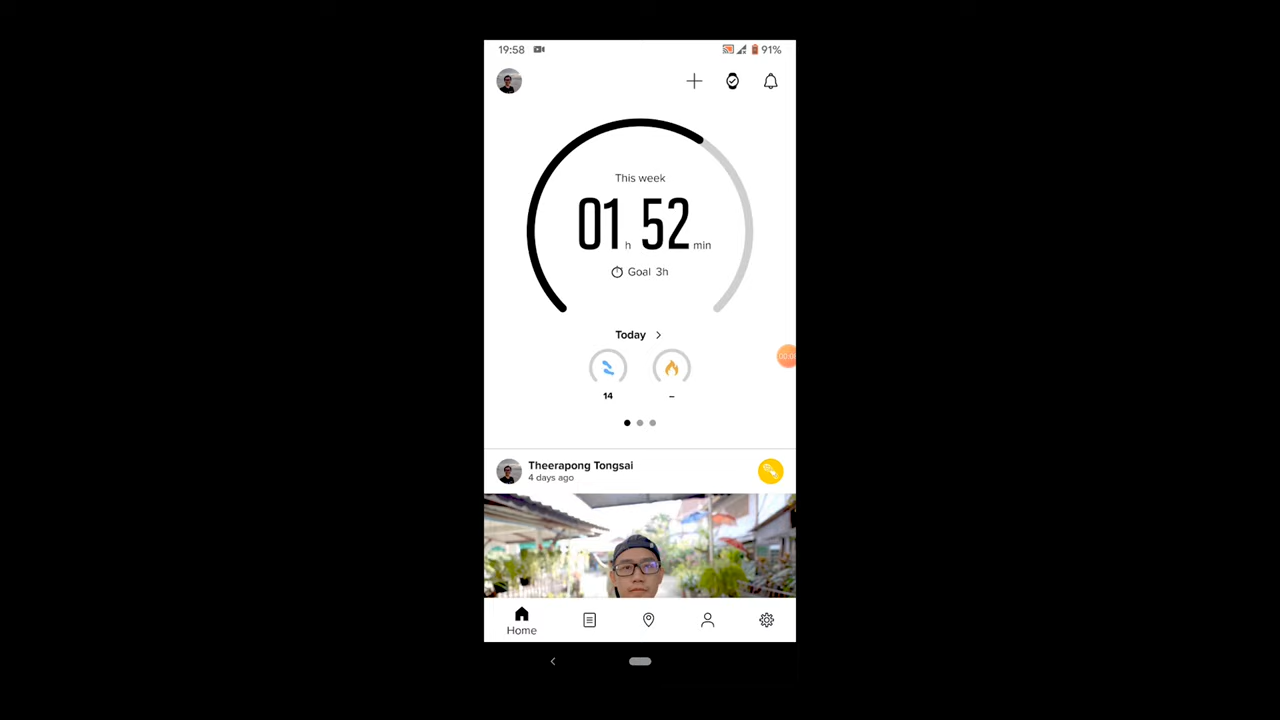 19:58 91%
This week
01 h 52 min
Goal 3h
Today
14 –
Theerapong Tongsai
4 days ago
Home